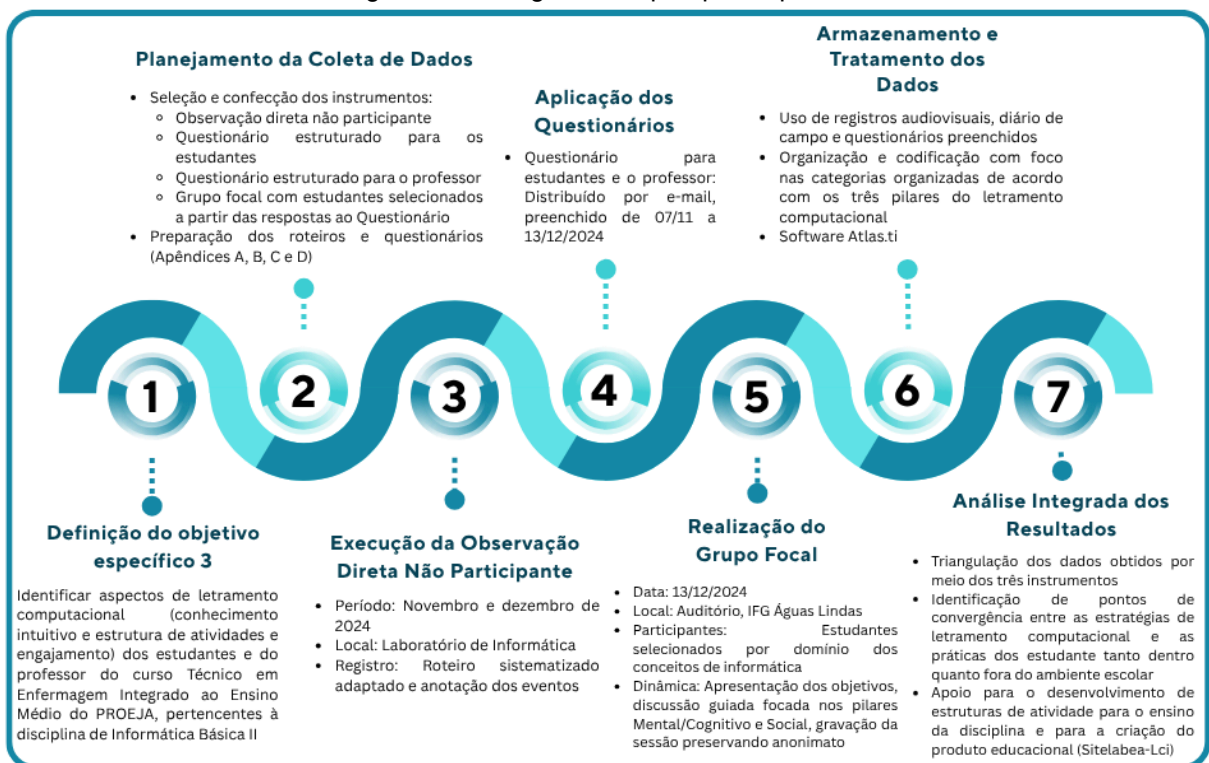 Planejamento da Coleta de Dados
• Seleção e confecção dos instrumentos:
○ Observação direta não participante
○ Questionário estruturado para os
estudantes
○ Questionário estruturado para o professor
○ Grupo focal com estudantes selecionados
a partir das respostas ao Questionário
• Preparação dos roteiros e questionários
(Apêndices A, B, C e D)
Aplicação dos
Questionários
• Questionário para
estudantes e o professor:
Distribuído por e-mail,
preenchido de 07/11 a
13/12/2024
Armazenamento e
Tratamento dos
Dados
• Uso de registros audiovisuais, diário de
campo e questionários preenchidos
• Organização e codificação com foco
nas categorias organizadas de acordo
com os três pilares do letramento
computacional
• Software Atlas.ti
1
2
3
4
5
6
7
Definição do objetivo
específico 3
Identificar aspectos de letramento
computacional (conhecimento
intuitivo e estrutura de atividades e
engajamento) dos estudantes e do
professor do curso Técnico em
Enfermagem Integrado ao Ensino
Médio do PROEJA, pertencentes à
disciplina de Informática Básica II
Execução da Observação
Direta Não Participante
• Período: Novembro e dezembro de
2024
• Local: Laboratório de Informática
• Registro: Roteiro sistematizado
adaptado e anotação dos eventos
Realização do
Grupo Focal
• Data: 13/12/2024
• Local: Auditório, IFG Águas Lindas
• Participantes: Estudantes
selecionados por domínio dos
conceitos de informática
• Dinâmica: Apresentação dos objetivos,
discussão guiada focada nos pilares
Mental/Cognitivo e Social, gravação da
sessão preservando anonimato
Análise Integrada dos
Resultados
• Triangulação dos dados obtidos por
meio dos três instrumentos
• Identificação de pontos de
convergência entre as estratégias de
letramento computacional e as
práticas dos estudante tanto dentro
quanto fora do ambiente escolar
• Apoio para o desenvolvimento de
estruturas de atividade para o ensino
da disciplina e para a criação do
produto educacional (Sitelabea-Lci)